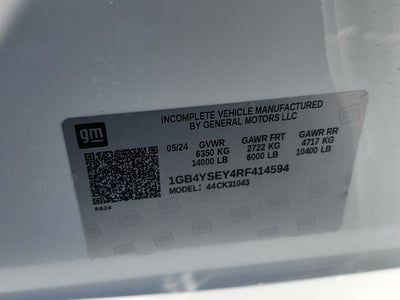 gm
INCOMPLETE VEHICLE MANUFACTURED
BY GENERAL MOTORS LLC
05/24 GVWR GAWR FRT GAWR RR
6350 KG 2722 KG 4717 KG
14000 LB 6000 LB 10400 LB
1GB4YSEY4RF414594
MODEL: 44CK31043
6624